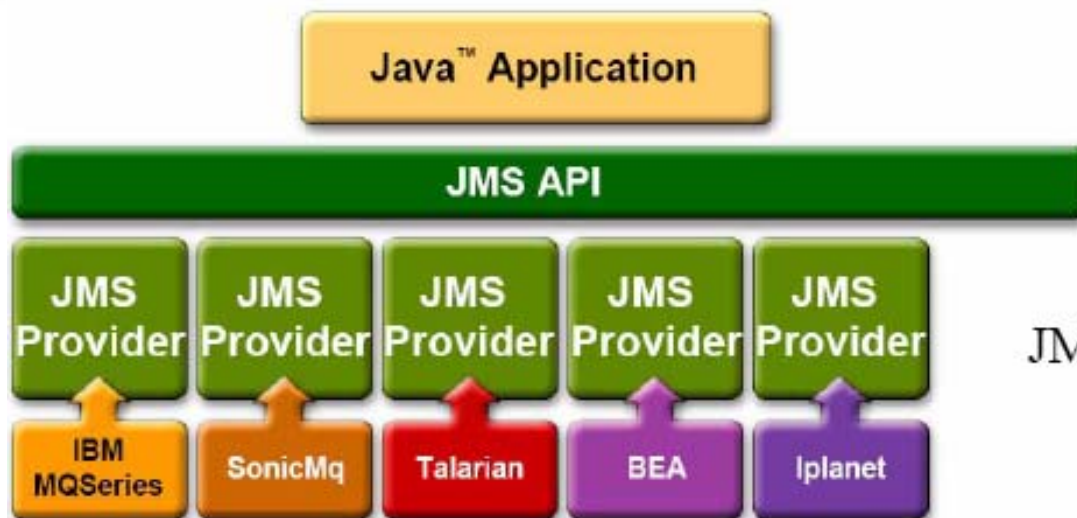 Java™ Application
JMS API
JMS Provider
JMS Provider
JMS Provider
JMS Provider
JMS Provider
JM
IBM
MQSeries
SonicMq
Talarian
BEA
Iplanet